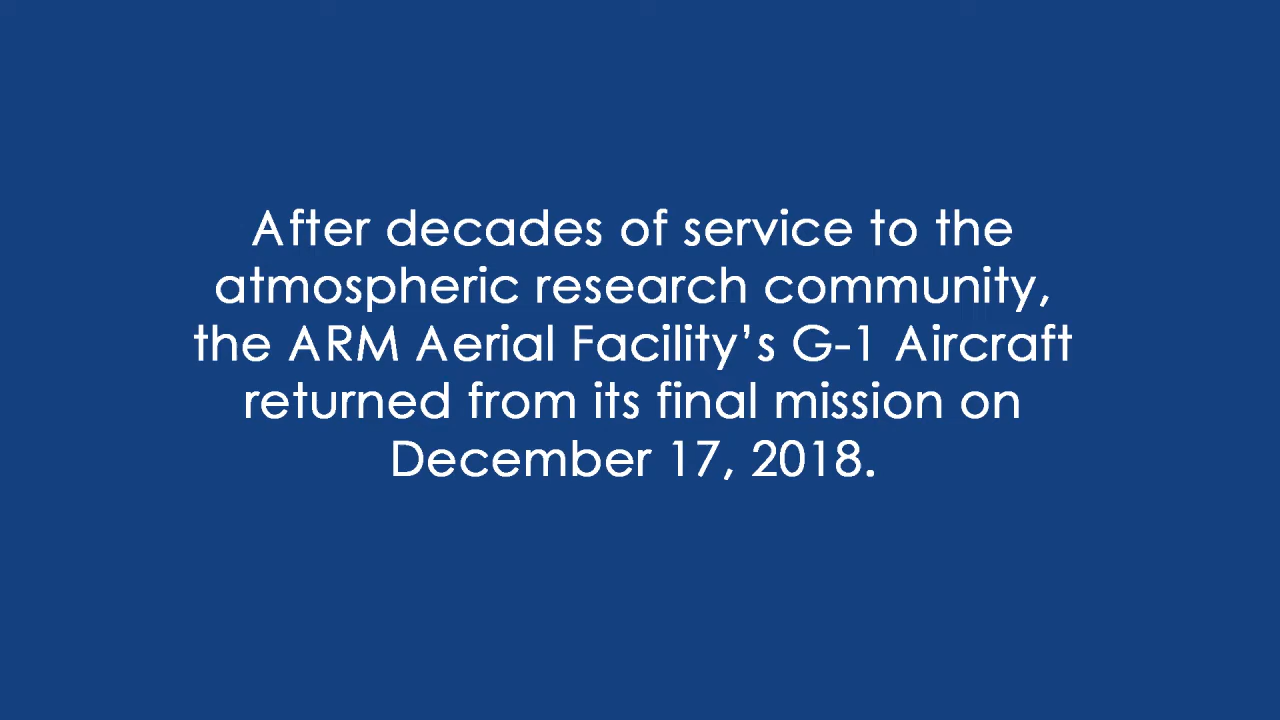 After decades of service to the
atmospheric research community,
the ARM Aerial Facility’s G-1 Aircraft
returned from its final mission on
December 17, 2018.